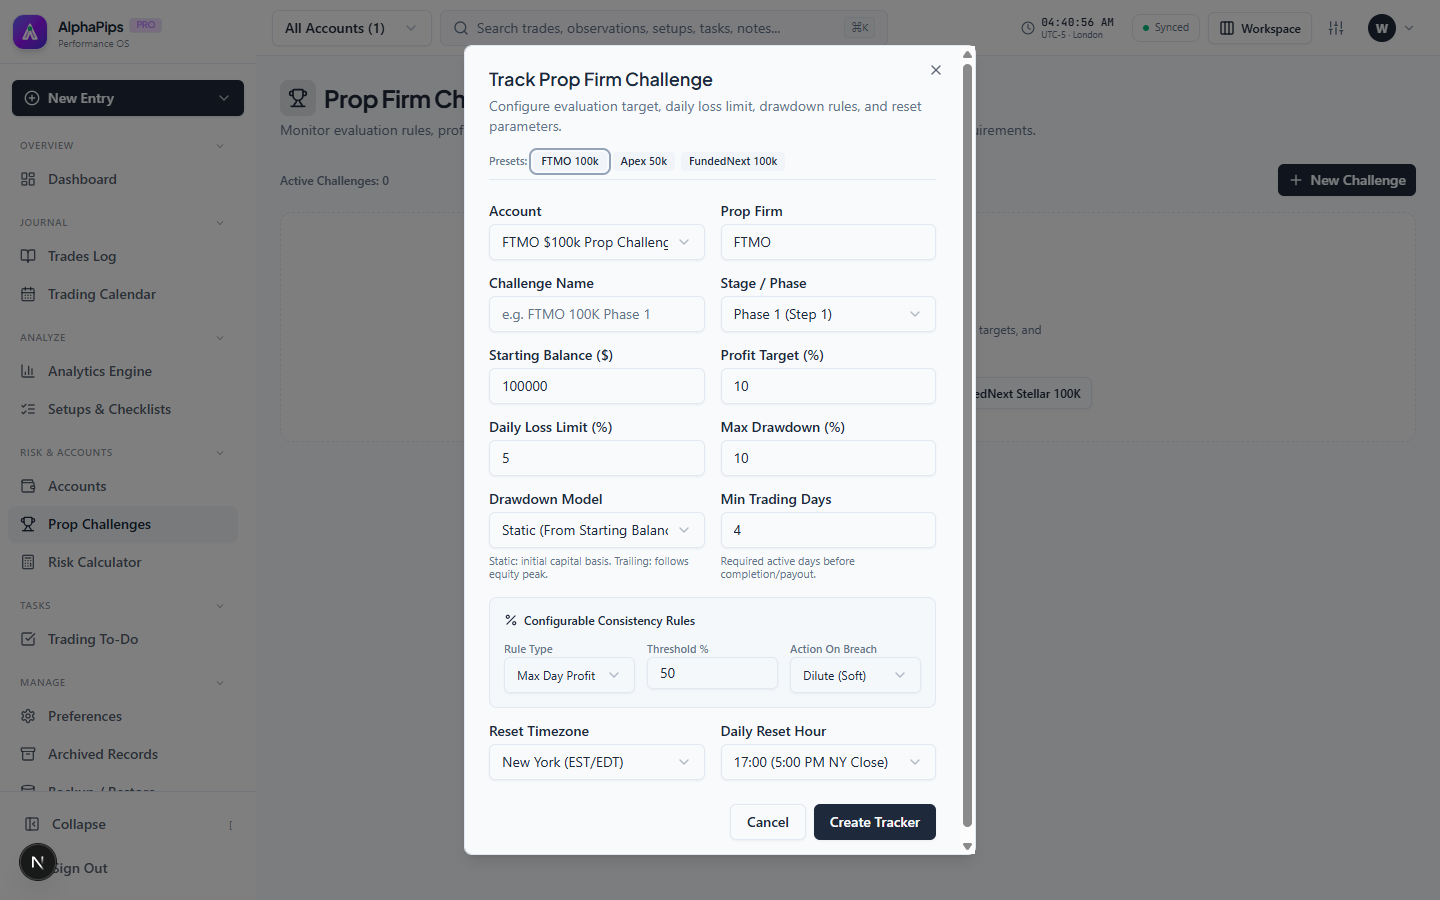 AlphaPips PRO
Performance OS
All Accounts (1)
Search trades, observations, setups, tasks, notes...
⌘K
04:40:56 AM
UTC-5 · London
Synced
Workspace
W
New Entry
OVERVIEW
Dashboard
JOURNAL
Trades Log
Trading Calendar
ANALYZE
Analytics Engine
Setups & Checklists
RISK & ACCOUNTS
Accounts
Prop Challenges
Risk Calculator
TASKS
Trading To-Do
MANAGE
Preferences
Archived Records
Backup / Restore
Collapse
[
N
Sign Out
Prop Firm Ch
Monitor evaluation rules, prof
uirements.
Active Challenges: 0
New Challenge
targets, and
edNext Stellar 100K
Track Prop Firm Challenge
Configure evaluation target, daily loss limit, drawdown rules, and reset
parameters.
Presets: FTMO 100k Apex 50k FundedNext 100k
Account
FTMO $100k Prop Challeng
Prop Firm
FTMO
Challenge Name
e.g. FTMO 100K Phase 1
Stage / Phase
Phase 1 (Step 1)
Starting Balance ($)
100000
Profit Target (%)
10
Daily Loss Limit (%)
5
Max Drawdown (%)
10
Drawdown Model
Static (From Starting Balanc
Static: initial capital basis. Trailing: follows
equity peak.
Min Trading Days
4
Required active days before
completion/payout.
Configurable Consistency Rules
Rule Type
Max Day Profit
Threshold %
50
Action On Breach
Dilute (Soft)
Reset Timezone
New York (EST/EDT)
Daily Reset Hour
17:00 (5:00 PM NY Close)
Cancel
Create Tracker